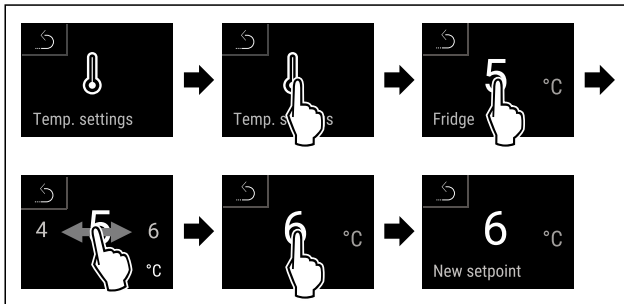 Temp. settings
Temp. s s
5 °C
Fridge
4 5 6
°C
6 °C
6 °C
New setpoint